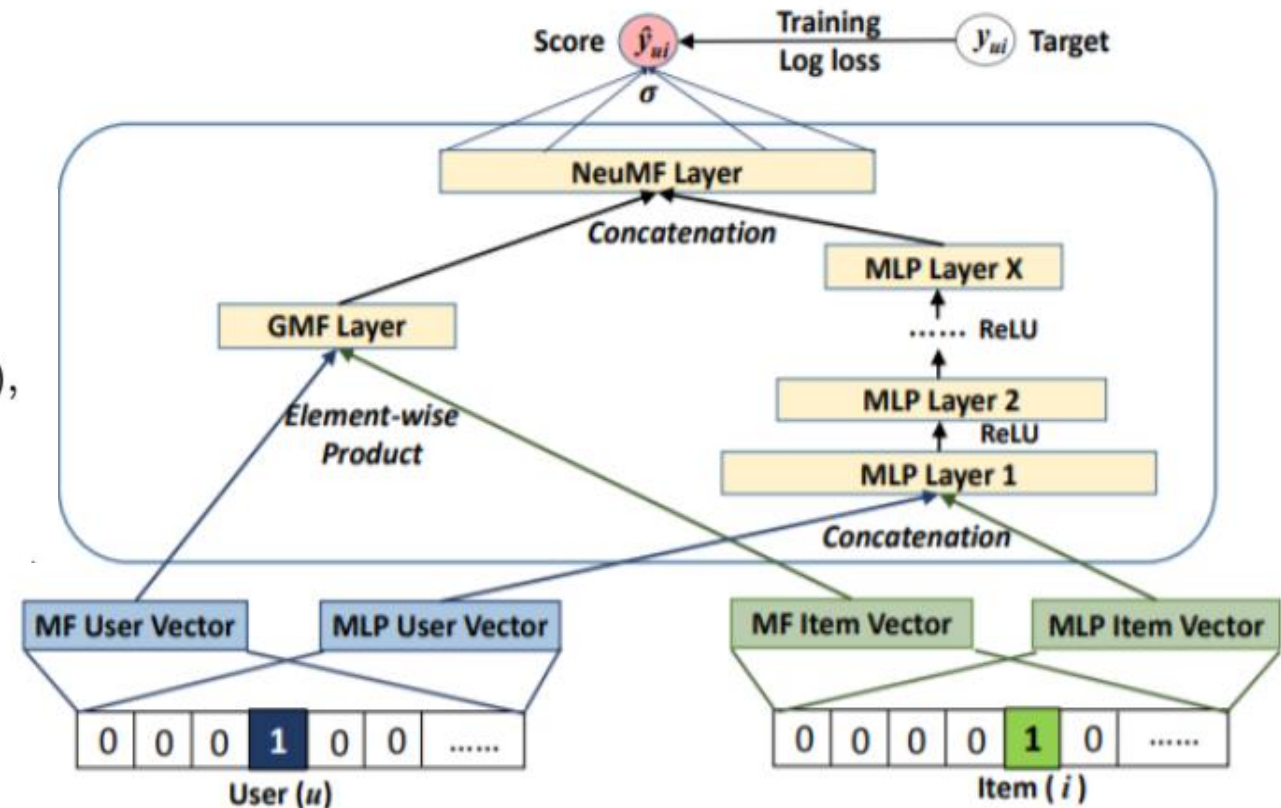 Score ŷui Training yui Target
Log loss
σ
NeuMF Layer
Concatenation
MLP Layer X
GMF Layer
...... ReLU
),
MLP Layer 2
Element-wise
Product
ReLU
MLP Layer 1
Concatenation
MF User Vector MLP User Vector MF Item Vector MLP Item Vector
0 0 0 1 0 0 ...... 0 0 0 0 1 0 ......
User (u) Item ( i )